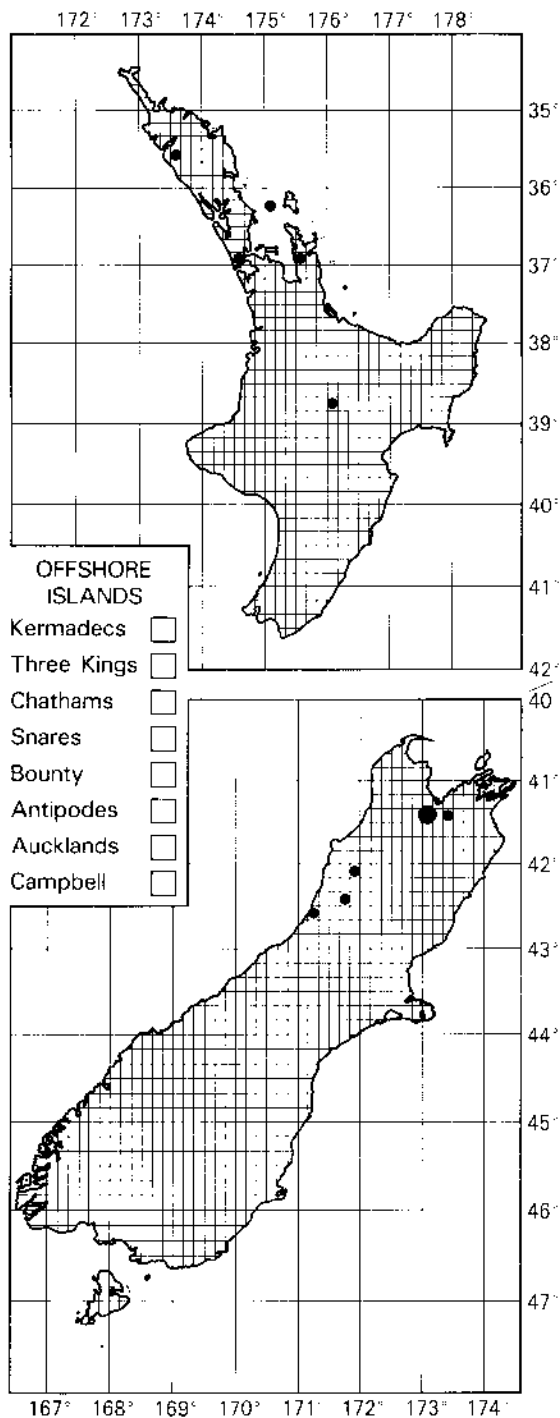 172° 173° 174° 175° 176° 177° 178°
35°
36°
37°
38°
39°
40°
41°
42°
OFFSHORE
ISLANDS
Kermadecs
Three Kings
Chathams
Snares
Bounty
Antipodes
Aucklands
Campbell
40
41°
42°
43°
44°
45°
46°
47°
167° 168° 169° 170° 171° 172° 173° 174°